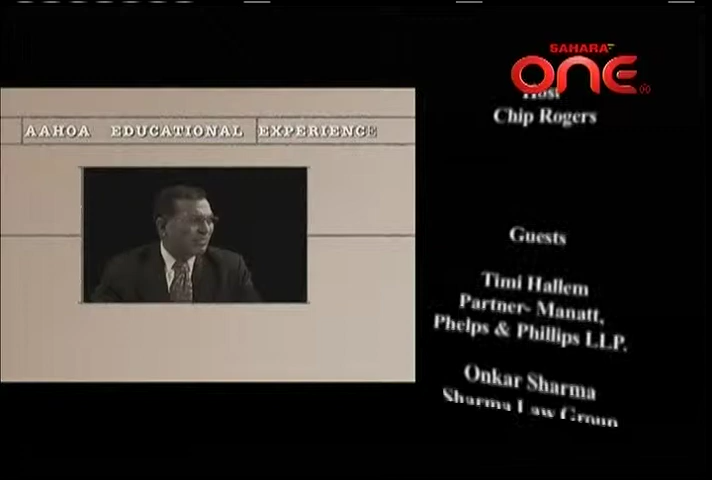 SAHARA
ONE
AAHOA EDUCATIONAL EXPERIENCE
Host
Chip Rogers
Guests
Timi Hallem
Partner- Manatt,
Phelps & Phillips LLP.
Onkar Sharma
Sharma Law Group